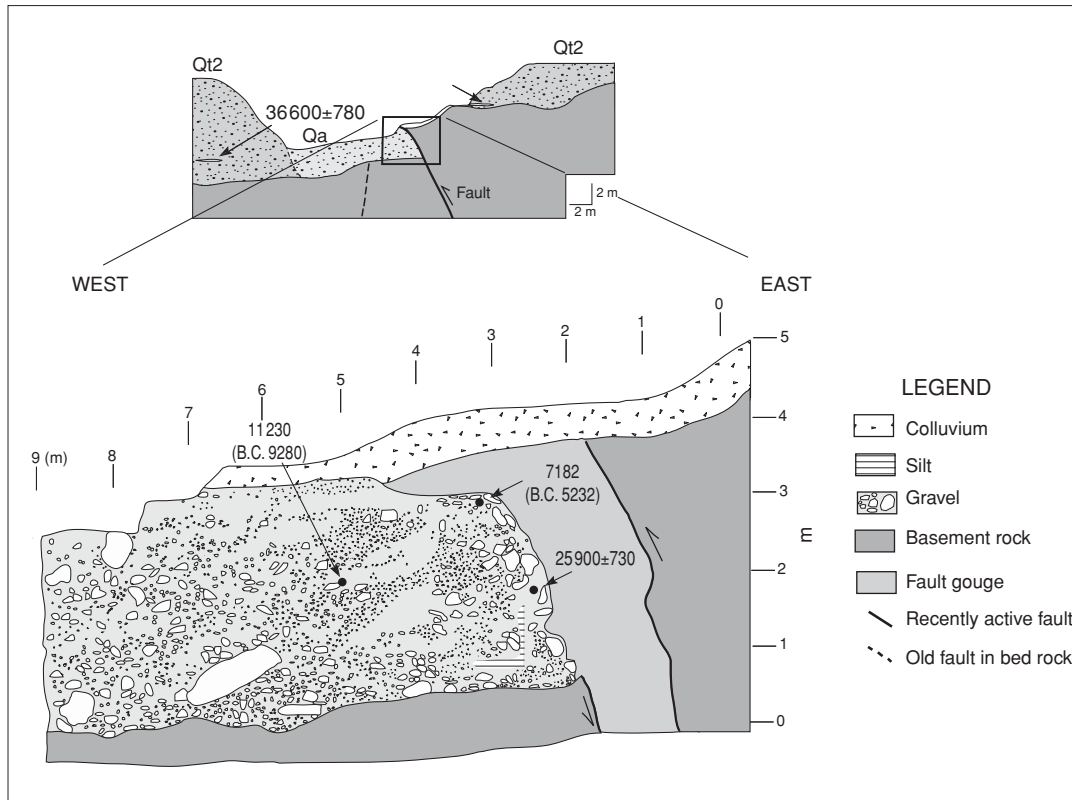 Qt2
Qt2
36600±780
Qa
Fault
2 m
2 m
WEST
EAST
0
1
2
3
4
5
6
7
8
9 (m)
11230
(B.C. 9280)
7182
(B.C. 5232)
25900±730
5
4
3
2
1
0
m
LEGEND
Colluvium
Silt
Gravel
Basement rock
Fault gouge
Recently active fault
Old fault in bed rock